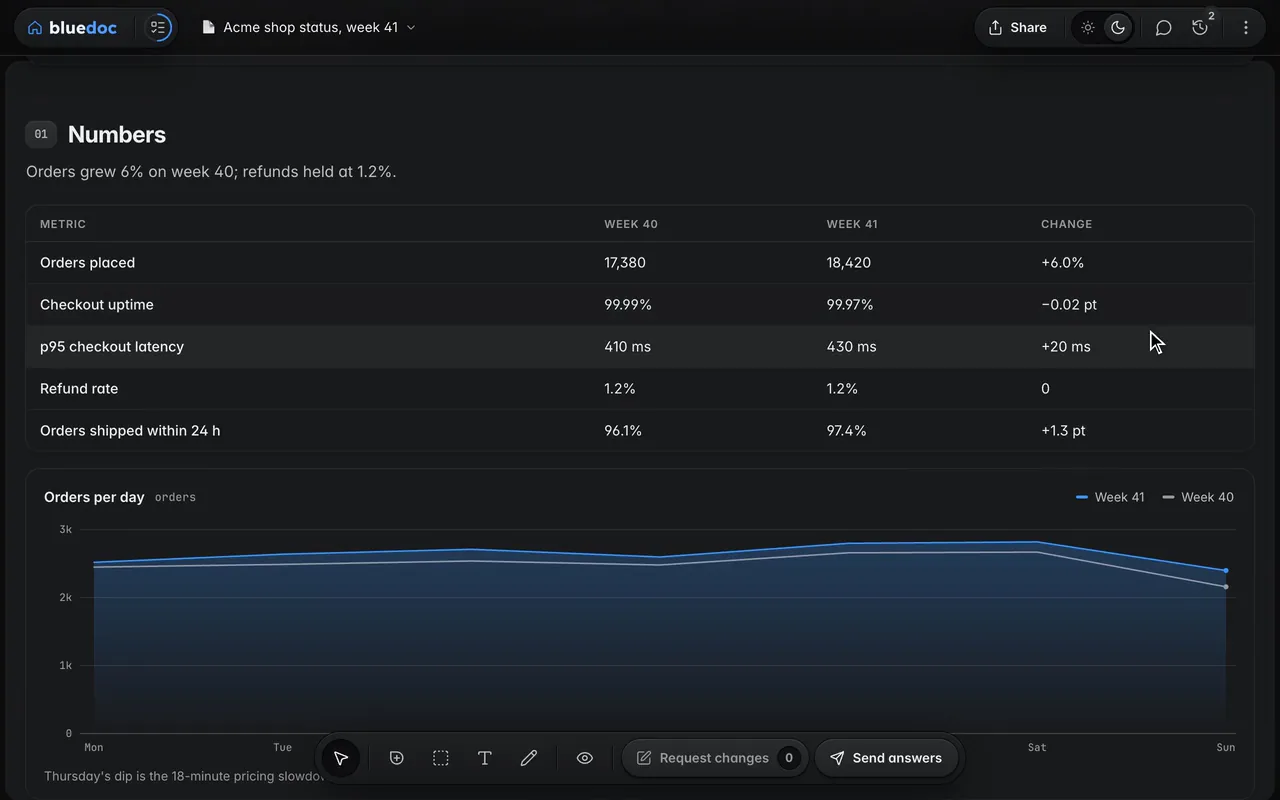 bluedoc
Acme shop status, week 41
Share
2
01 Numbers
Orders grew 6% on week 40; refunds held at 1.2%.
METRIC WEEK 40 WEEK 41 CHANGE
Orders placed 17,380 18,420 +6.0%
Checkout uptime 99.99% 99.97% −0.02 pt
p95 checkout latency 410 ms 430 ms +20 ms
Refund rate 1.2% 1.2% 0
Orders shipped within 24 h 96.1% 97.4% +1.3 pt
Orders per day orders
Week 41 Week 40
3k
2k
1k
0
Mon Tue Sat Sun
Thursday's dip is the 18-minute pricing
Request changes 0
Send answers